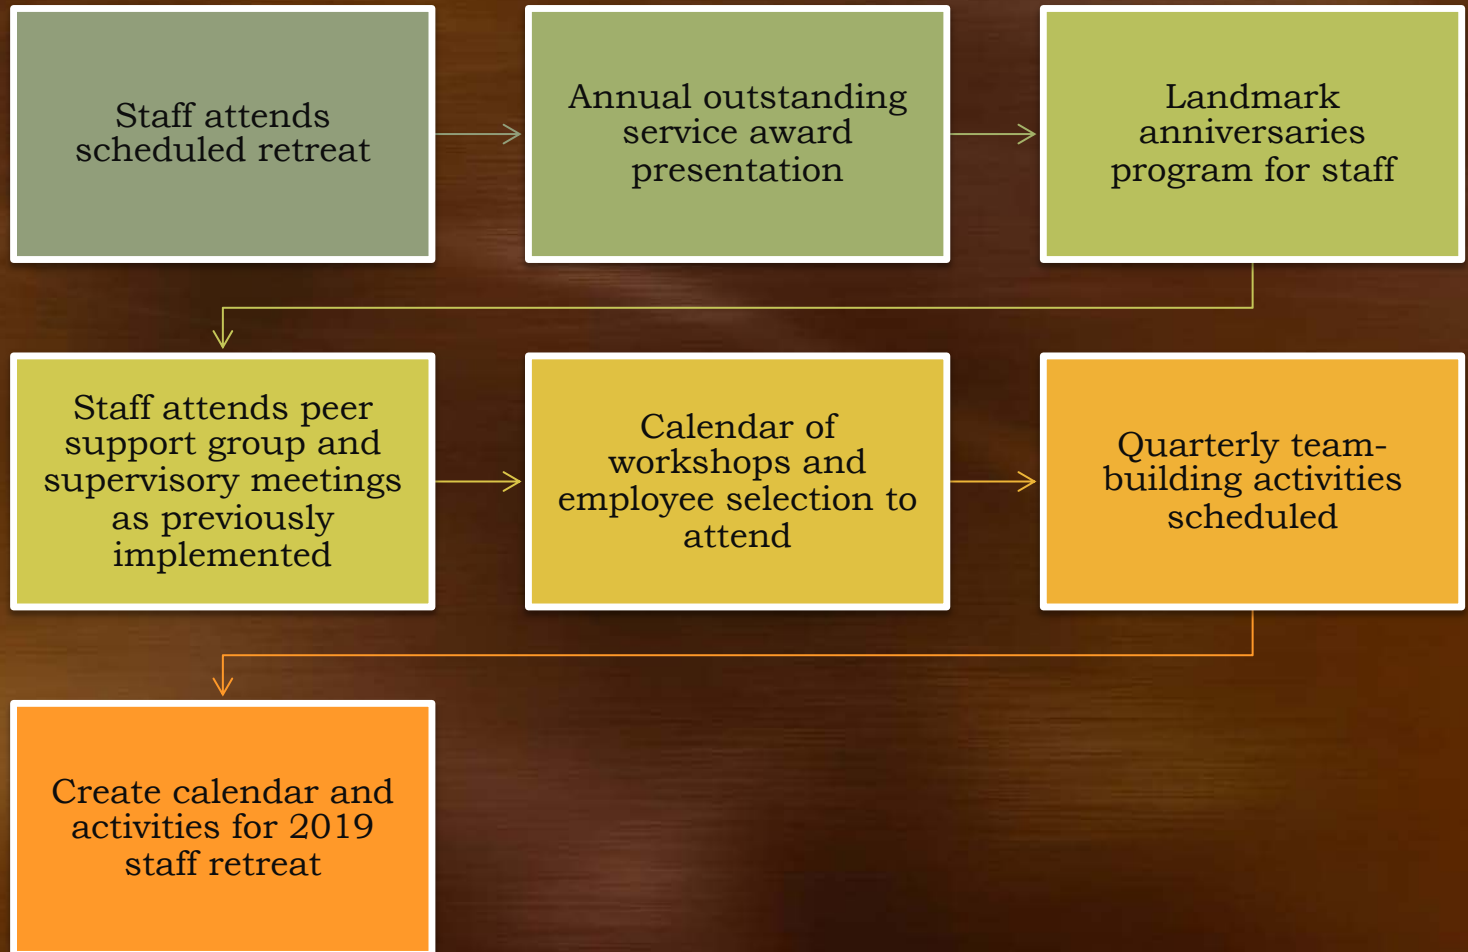 Staff attends
scheduled retreat
Annual outstanding
service award
presentation
Landmark
anniversaries
program for staff
Staff attends peer
support group and
supervisory meetings
as previously
implemented
Calendar of
workshops and
employee selection to
attend
Quarterly team-
building activities
scheduled
Create calendar and
activities for 2019
staff retreat